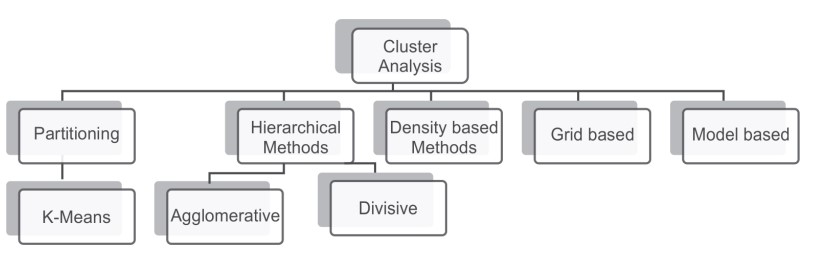 Cluster
Analysis
Partitioning
Hierarchical
Methods
Density based
Methods
Grid based
Model based
K-Means
Agglomerative
Divisive